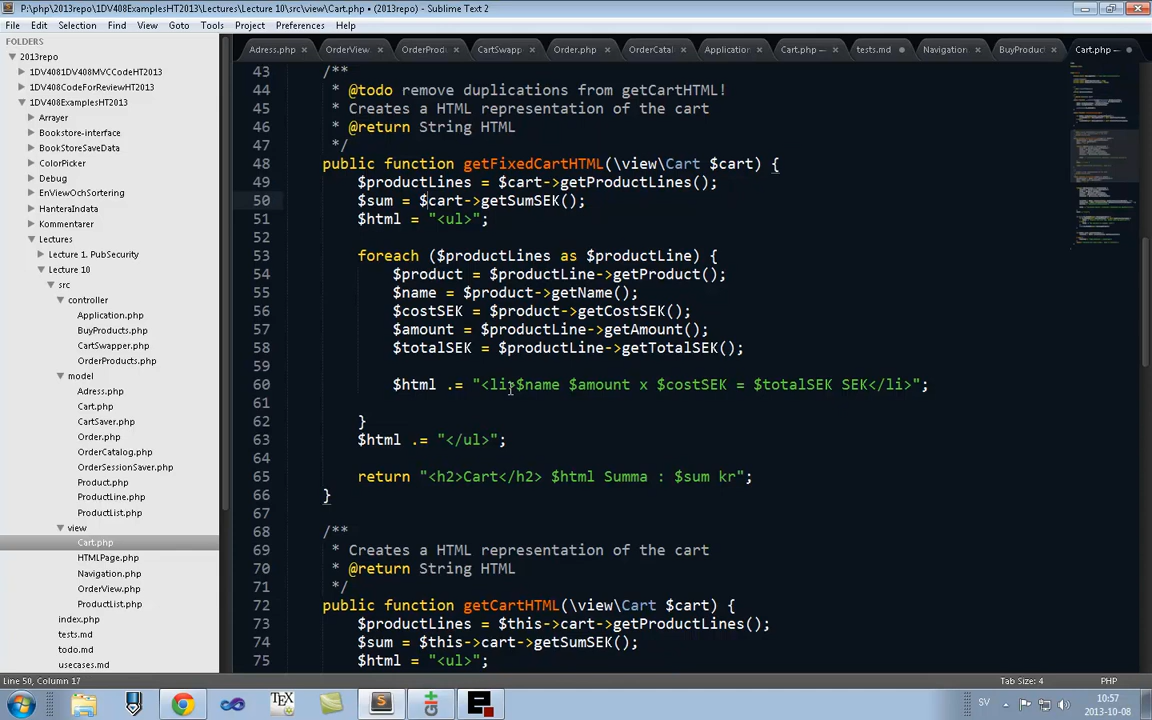 P:\php\2013repo\1DV408ExamplesHT2013\Lectures\Lecture 10\src\view\Cart.php • (2013repo) - Sublime Text 2
File Edit Selection Find View Goto Tools Project Preferences Help
FOLDERS
2013repo
1DV4081DV408MVCCodeHT2013
1DV408CodeForReviewHT2013
1DV408ExamplesHT2013
Arrayer
Bookstore-interface
BookStoreSaveData
ColorPicker
Debug
EnViewOchSortering
HanteraIndata
Kommentarer
Lectures
Lecture 1. PubSecurity
Lecture 10
src
controller
Application.php
BuyProducts.php
CartSwapper.php
OrderProducts.php
model
Adress.php
Cart.php
CartSaver.php
Order.php
OrderCatalog.php
OrderSessionSaver.php
Product.php
ProductLine.php
ProductList.php
view
Cart.php
HTMLPage.php
Navigation.php
OrderView.php
ProductList.php
index.php
tests.md
todo.md
usecases.md
Adress.php OrderView. OrderProd CartSwapp Order.php OrderCatal Application Cart.php — tests.md Navigation BuyProduct Cart.php —
43 /**
44 * @todo remove duplications from getCartHTML!
45 * Creates a HTML representation of the cart
46 * @return String HTML
47 */
48 public function getFixedCartHTML(\view\Cart $cart) {
49 $productLines = $cart->getProductLines();
50 $sum = $cart->getSumSEK();
51 $html = "<ul>";
52
53 foreach ($productLines as $productLine) {
54 $product = $productLine->getProduct();
55 $name = $product->getName();
56 $costSEK = $product->getCostSEK();
57 $amount = $productLine->getAmount();
58 $totalSEK = $productLine->getTotalSEK();
59
60 $html .= "<li>$name $amount x $costSEK = $totalSEK SEK</li>";
61
62 }
63 $html .= "</ul>";
64
65 return "<h2>Cart</h2> $html Summa : $sum kr";
66 }
67
68 /**
69 * Creates a HTML representation of the cart
70 * @return String HTML
71 */
72 public function getCartHTML(\view\Cart $cart) {
73 $productLines = $this->cart->getProductLines();
74 $sum = $this->cart->getSumSEK();
75 $html = "<ul>";
Line 50, Column 17 Tab Size: 4 PHP
TEX
SV
10:57
2013-10-08